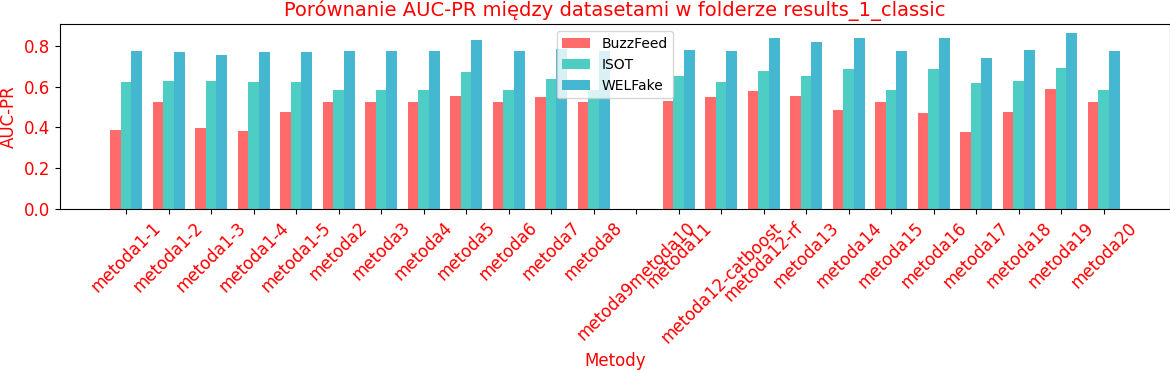 Porównanie AUC-PR między datasetami w folderze results_1_classic
AUC-PR
0.8
0.6
0.4
0.2
0.0
BuzzFeed
ISOT
WELFake
metoda1-1
metoda1-2
metoda1-3
metoda1-4
metoda1-5
metoda2
metoda3
metoda4
metoda5
metoda6
metoda7
metoda8
metoda9metoda10
metoda11
metoda12-catboost
metoda12-rf
metoda13
metoda14
metoda15
metoda16
metoda17
metoda18
metoda19
metoda20
Metody